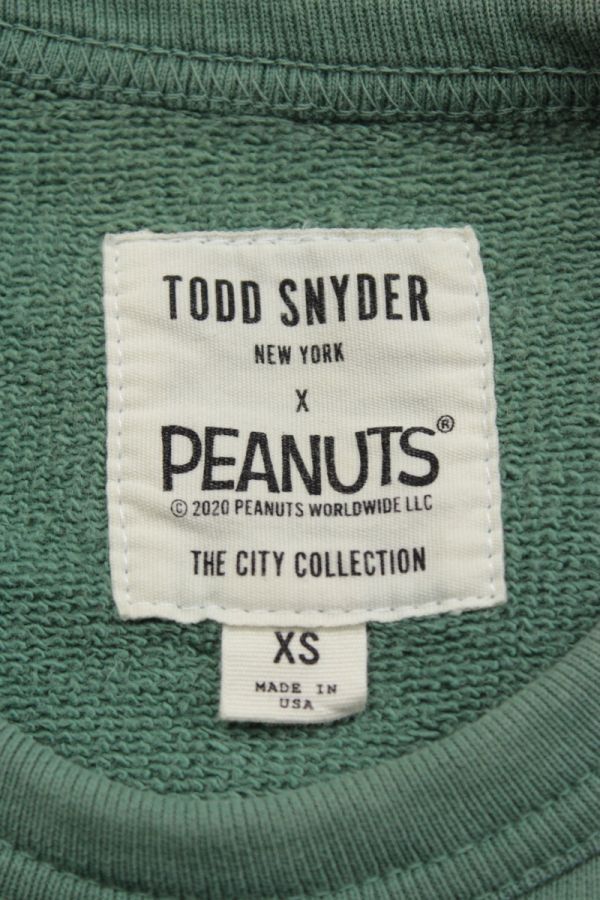 TODD SNYDER
NEW YORK
X
PEANUTS®
© 2020 PEANUTS WORLDWIDE LLC
THE CITY COLLECTION
XS
MADE IN
USA